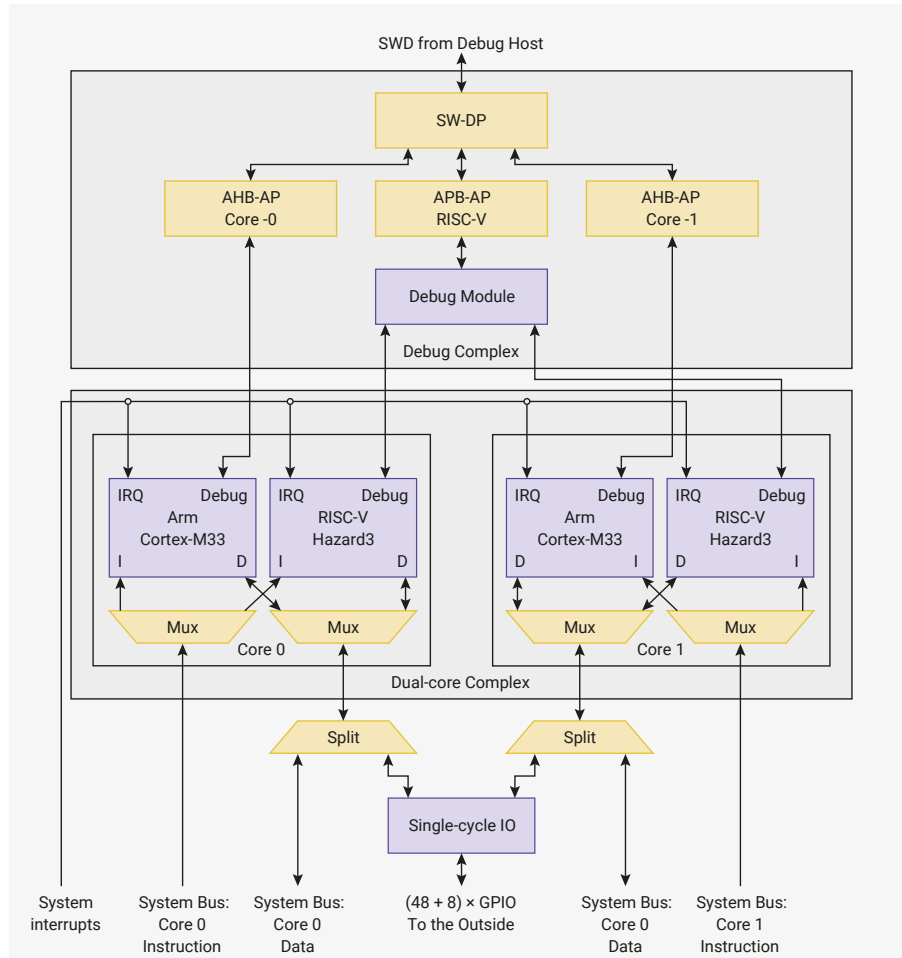 SWD from Debug Host
SW-DP
AHB-AP
Core -0
APB-AP
RISC-V
AHB-AP
Core -1
Debug Module
Debug Complex
IRQ Debug
Arm
Cortex-M33
I D
IRQ Debug
RISC-V
Hazard3
I D
IRQ Debug
Arm
Cortex-M33
D I
IRQ Debug
RISC-V
Hazard3
D I
Mux
Mux
Core 0
Mux
Mux
Core 1
Dual-core Complex
Split
Split
Single-cycle IO
System
interrupts
System Bus:
Core 0
Instruction
System Bus:
Core 0
Data
(48 + 8) × GPIO
To the Outside
System Bus:
Core 0
Data
System Bus:
Core 1
Instruction